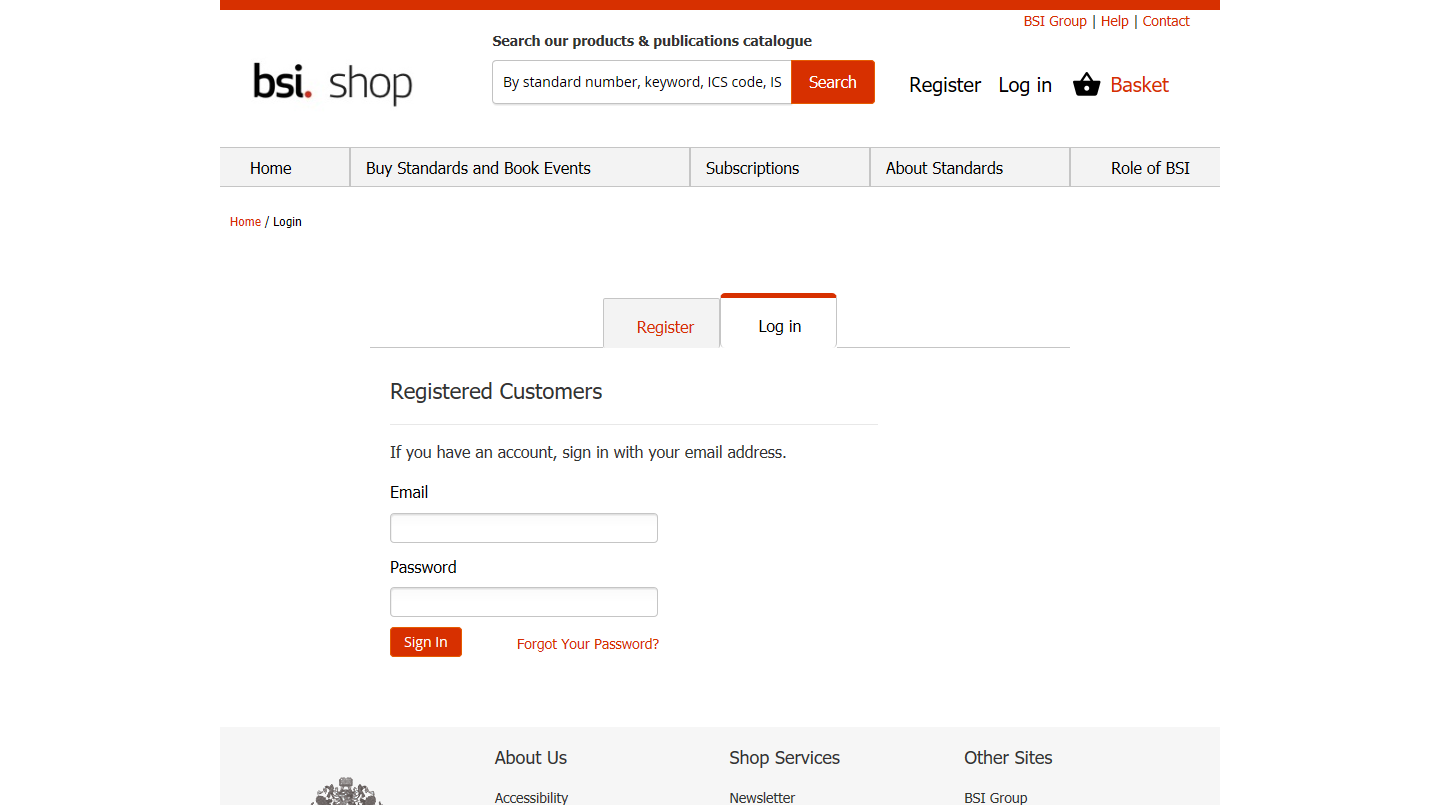 BSI Group | Help | Contact
Search our products & publications catalogue
bsi. shop
By standard number, keyword, ICS code, IS
Search
Register
Log in
Basket
Home
Buy Standards and Book Events
Subscriptions
About Standards
Role of BSI
Home / Login
Register
Log in
Registered Customers
If you have an account, sign in with your email address.
Email
Password
Sign In
Forgot Your Password?
About Us
Shop Services
Other Sites
Accessibility
Newsletter
BSI Group